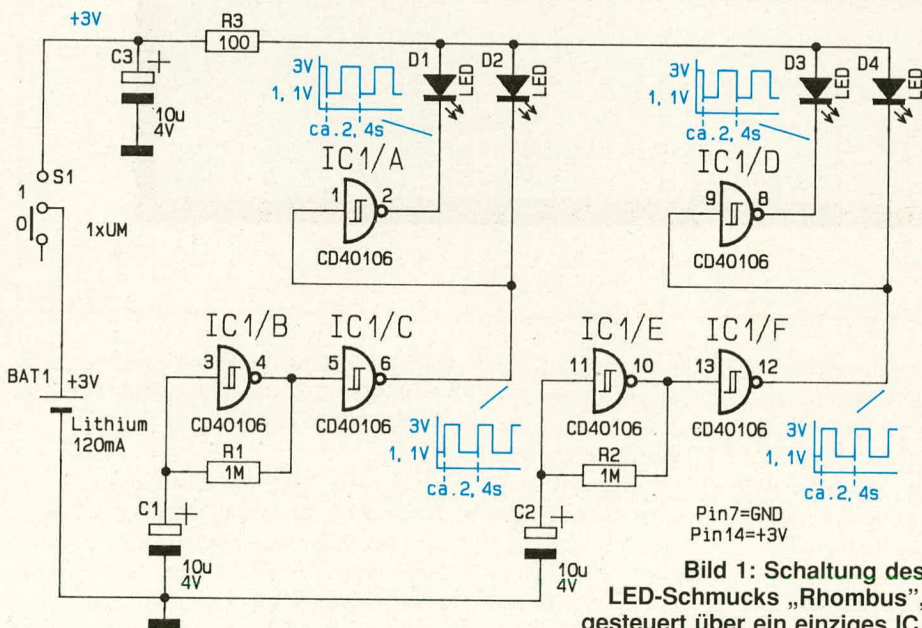 +3V
R3
100
C3
+
10u
4V
3V
1, 1V
ca.2, 4s
D1
LED
D2
LED
3V
1, 1V
ca.2, 4s
D3
LED
D4
LED
S1
1
0
1xUM
IC1/A
1
2
CD40106
IC1/D
9
8
CD40106
IC1/B
3
4
CD40106
IC1/C
5
6
CD40106
IC1/E
11
10
CD40106
IC1/F
13
12
CD40106
BAT1
+3V
Lithium
120mA
R1
1M
C1
+
10u
4V
3V
1, 1V
ca.2, 4s
R2
1M
C2
+
10u
4V
3V
1, 1V
ca.2, 4s
Pin7=GND
Pin14=+3V
Bild 1: Schaltung des
LED-Schmucks „Rhombus”,
gesteuert über ein einziges IC